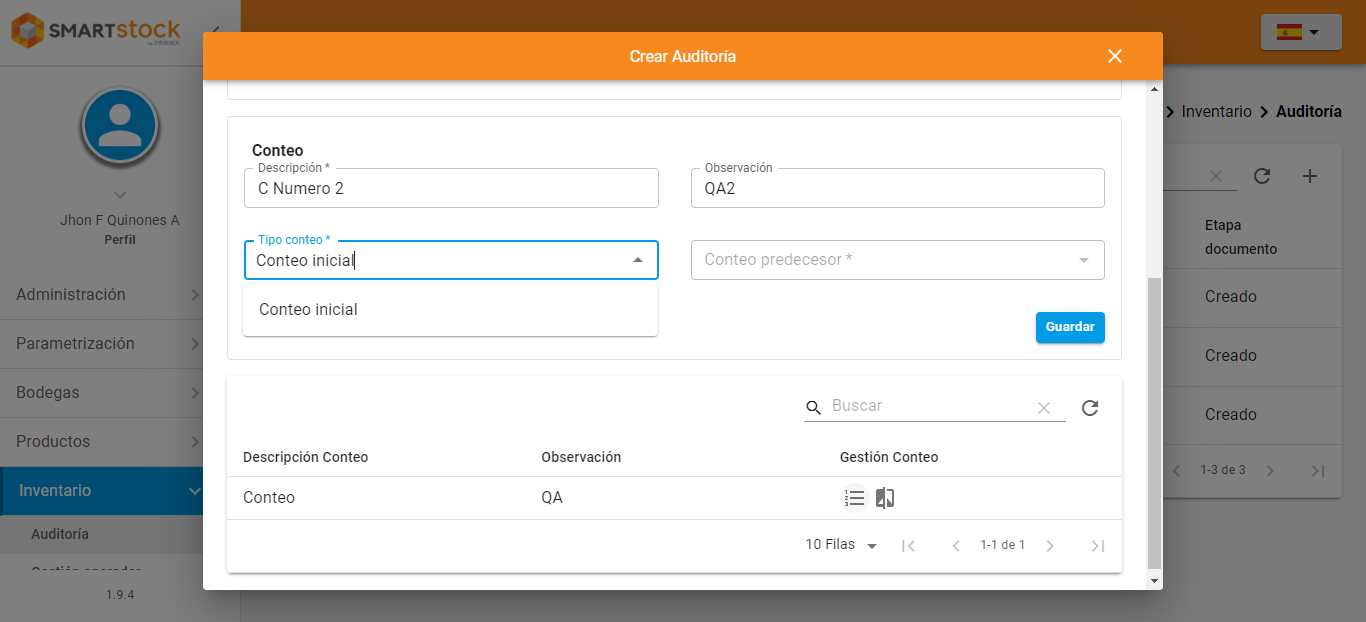 SMARTstock
by infotrack
Crear Auditoría
Inventario
Auditoría
Conteo
Descripción *
C Numero 2
Observación
QA2
Tipo conteo *
Conteo inicial
Conteo predecesor *
Conteo inicial
Guardar
Buscar
Descripción Conteo
Observación
Gestión Conteo
Conteo
QA
10 Filas
1-1 de 1
Jhon F Quinones A
Perfil
Administración
Parametrización
Bodegas
Productos
Inventario
Auditoría
1.9.4
Etapa
documento
Creado
Creado
Creado
1-3 de 3